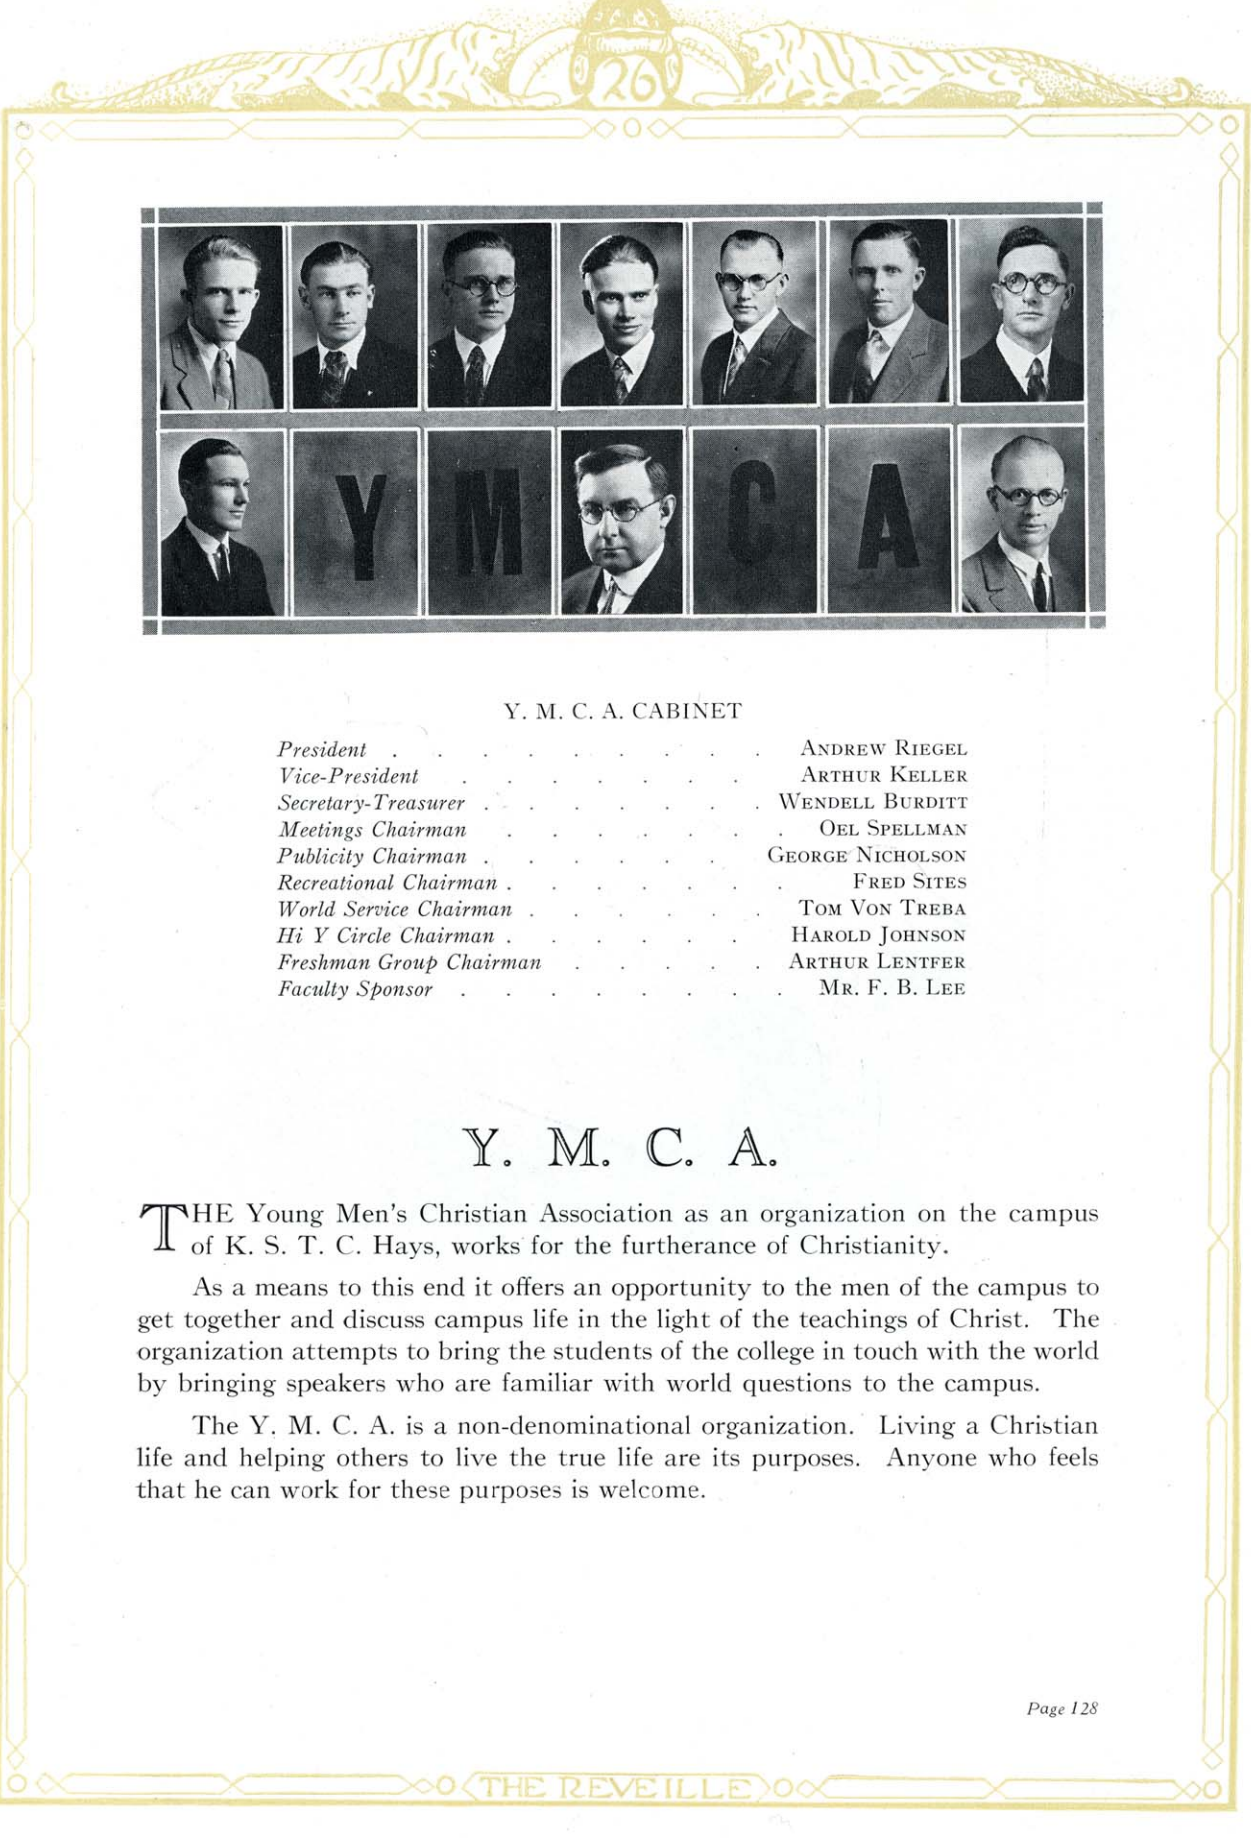 26
Y M C A
Y. M. C. A. CABINET
President . . . . . . . . . ANDREW RIEGEL
Vice-President . . . . . . . ARTHUR KELLER
Secretary-Treasurer . . . . . . . WENDELL BURDITT
Meetings Chairman . . . . . . . OEL SPELLMAN
Publicity Chairman . . . . . . GEORGE NICHOLSON
Recreational Chairman . . . . . . . FRED SITES
World Service Chairman . . . . . . TOM VON TREBA
Hi Y Circle Chairman . . . . . . HAROLD JOHNSON
Freshman Group Chairman . . . . . ARTHUR LENTFER
Faculty Sponsor . . . . . . . . MR. F. B. LEE
Y. M. C. A.
THE Young Men's Christian Association as an organization on the campus
of K. S. T. C. Hays, works for the furtherance of Christianity.
As a means to this end it offers an opportunity to the men of the campus to
get together and discuss campus life in the light of the teachings of Christ. The
organization attempts to bring the students of the college in touch with the world
by bringing speakers who are familiar with world questions to the campus.
The Y. M. C. A. is a non-denominational organization. Living a Christian
life and helping others to live the true life are its purposes. Anyone who feels
that he can work for these purposes is welcome.
Page 128
THE REVEILLE